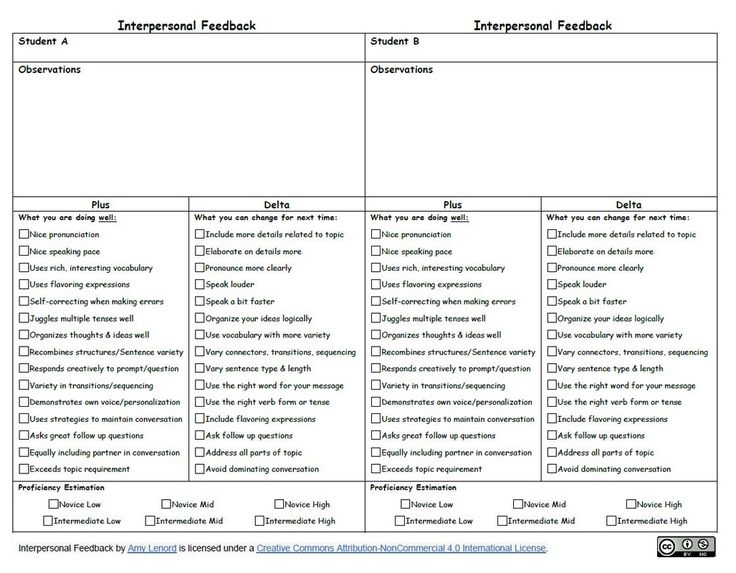 Interpersonal Feedback
Student A
Observations
Plus
Delta
What you are doing well:
Nice pronunciation
Nice speaking pace
Uses rich, interesting vocabulary
Uses flavoring expressions
Self-correcting when making errors
Juggles multiple tenses well
Organizes thoughts & ideas well
Recombines structures/Sentence variety
Responds creatively to prompt/question
Variety in transitions/sequencing
Demonstrates own voice/personalization
Uses strategies to maintain conversation
Asks great follow up questions
Equally including partner in conversation
Exceeds topic requirement
What you can change for next time:
Include more details related to topic
Elaborate on details more
Pronounce more clearly
Speak louder
Speak a bit faster
Organize your ideas logically
Use vocabulary with more variety
Vary connectors, transitions, sequencing
Vary sentence type & length
Use the right word for your message
Use the right verb form or tense
Include flavoring expressions
Ask follow up questions
Address all parts of topic
Avoid dominating conversation
Proficiency Estimation
Novice Low Novice Mid Novice High
Intermediate Low Intermediate Mid Intermediate High
Interpersonal Feedback
Student B
Observations
Plus
Delta
What you are doing well:
Nice pronunciation
Nice speaking pace
Uses rich, interesting vocabulary
Uses flavoring expressions
Self-correcting when making errors
Juggles multiple tenses well
Organizes thoughts & ideas well
Recombines structures/Sentence variety
Responds creatively to prompt/question
Variety in transitions/sequencing
Demonstrates own voice/personalization
Uses strategies to maintain conversation
Asks great follow up questions
Equally including partner in conversation
Exceeds topic requirement
What you can change for next time:
Include more details related to topic
Elaborate on details more
Pronounce more clearly
Speak louder
Speak a bit faster
Organize your ideas logically
Use vocabulary with more variety
Vary connectors, transitions, sequencing
Vary sentence type & length
Use the right word for your message
Use the right verb form or tense
Include flavoring expressions
Ask follow up questions
Address all parts of topic
Avoid dominating conversation
Proficiency Estimation
Novice Low Novice Mid Novice High
Intermediate Low Intermediate Mid Intermediate High
Interpersonal Feedback by Amy Lenord is licensed under a Creative Commons Attribution-NonCommercial 4.0 International License.
cc BY NC